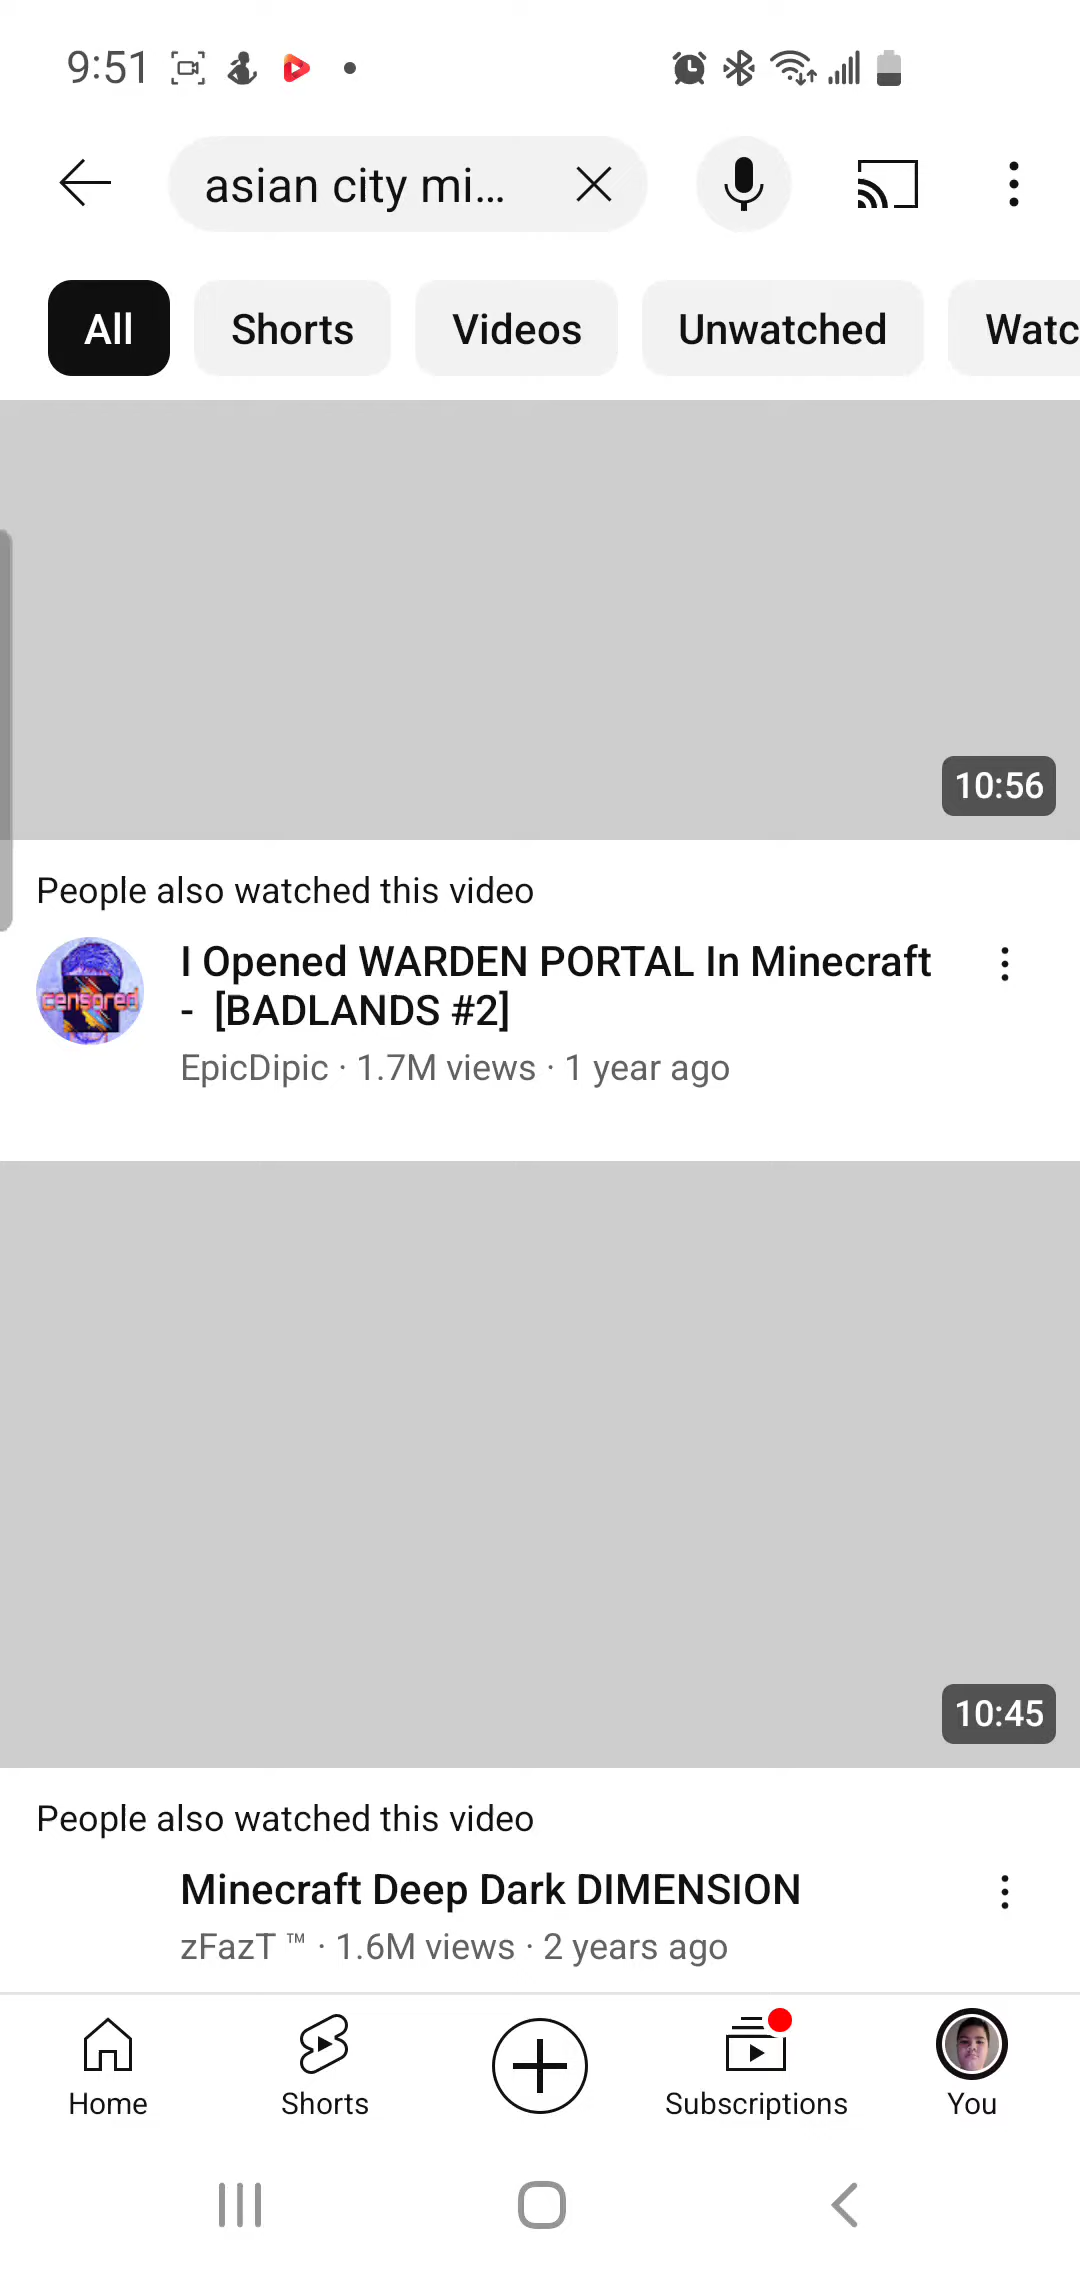 9:51
asian city mi...
All
Shorts
Videos
Unwatched
Watc
10:56
People also watched this video
censored
I Opened WARDEN PORTAL In Minecraft
- [BADLANDS #2]
EpicDipic · 1.7M views · 1 year ago
10:45
People also watched this video
Minecraft Deep Dark DIMENSION
zFazT ™ · 1.6M views · 2 years ago
Home
Shorts
Subscriptions
You